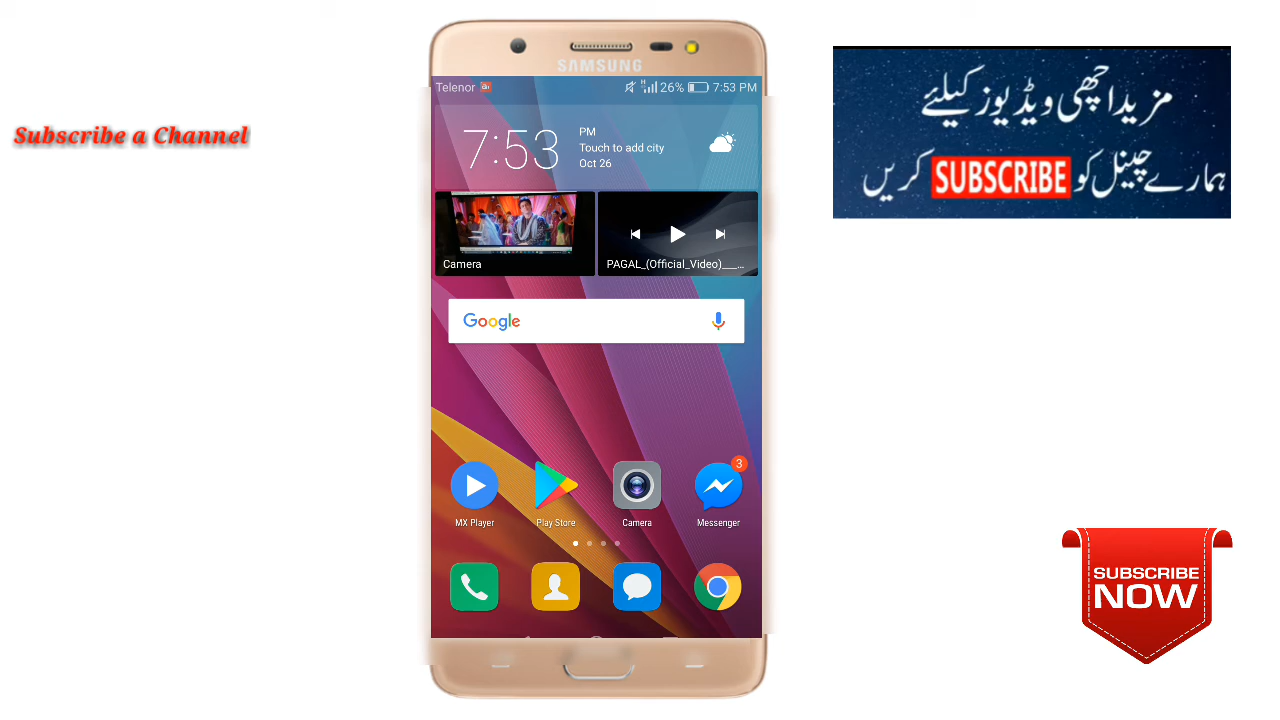 Subscribe a Channel
SAMSUNG
Telenor
H 26% 7:53 PM
7:53
PM
Touch to add city
Oct 26
Camera
PAGAL_(Official_Video)___...
Google
3
MX Player
Play Store
Camera
Messenger
مزید اچھی ویڈیوز کیلئے
ہمارے چینل کو SUBSCRIBE کریں
SUBSCRIBE
NOW